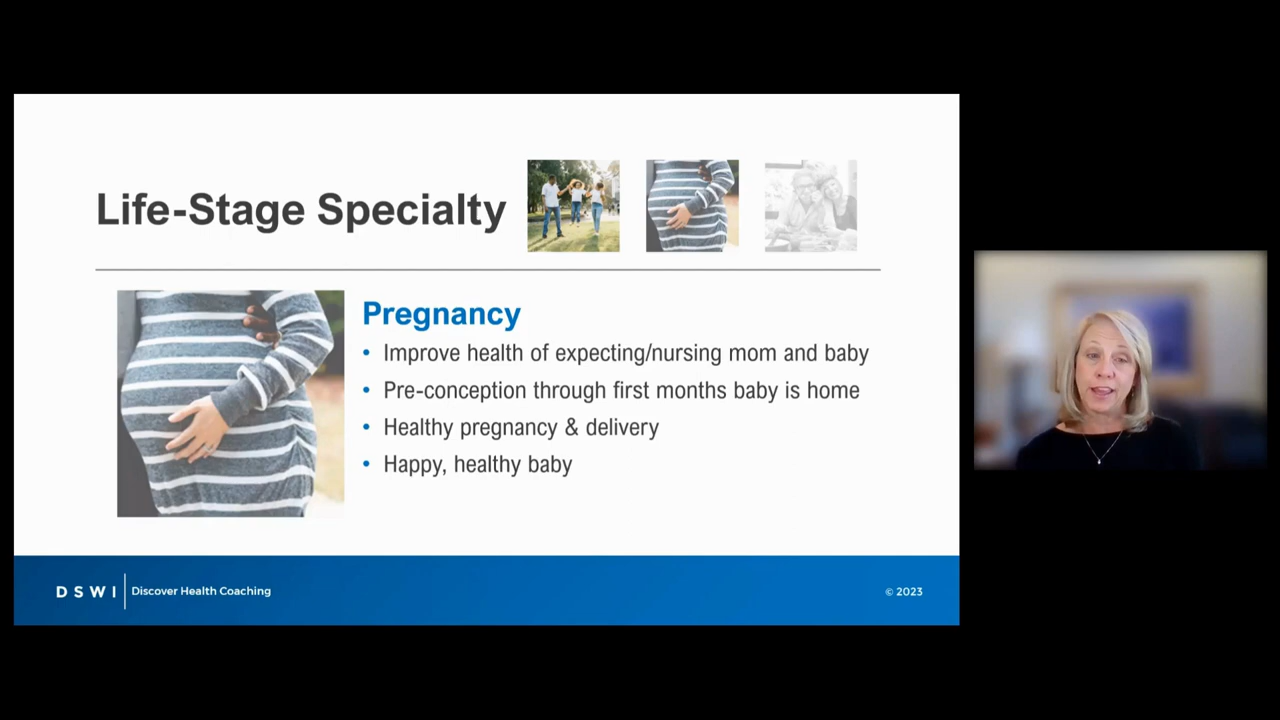 Life-Stage Specialty
Pregnancy
• Improve health of expecting/nursing mom and baby
• Pre-conception through first months baby is home
• Healthy pregnancy & delivery
• Happy, healthy baby
DSWI | Discover Health Coaching
© 2023